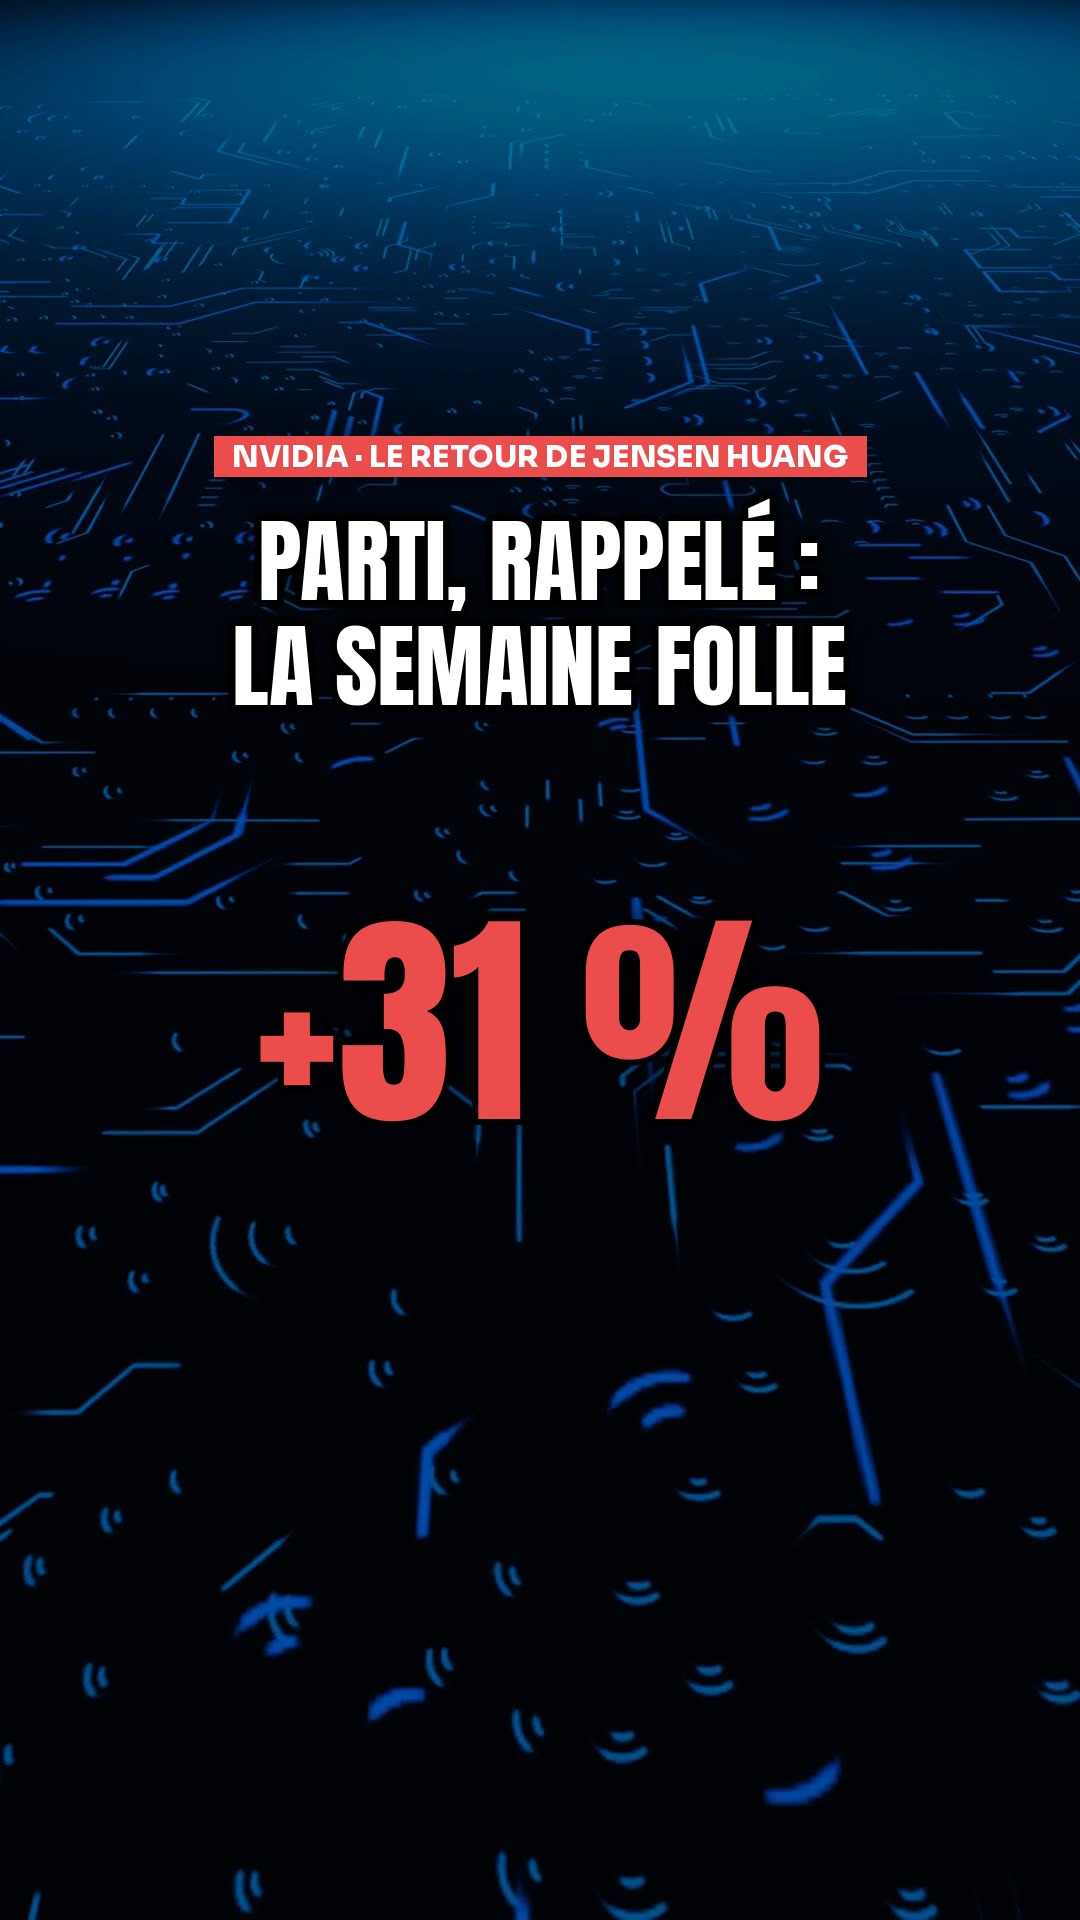 NVIDIA · LE RETOUR DE JENSEN HUANG
PARTI, RAPPELÉ :
LA SEMAINE FOLLE
+31 %